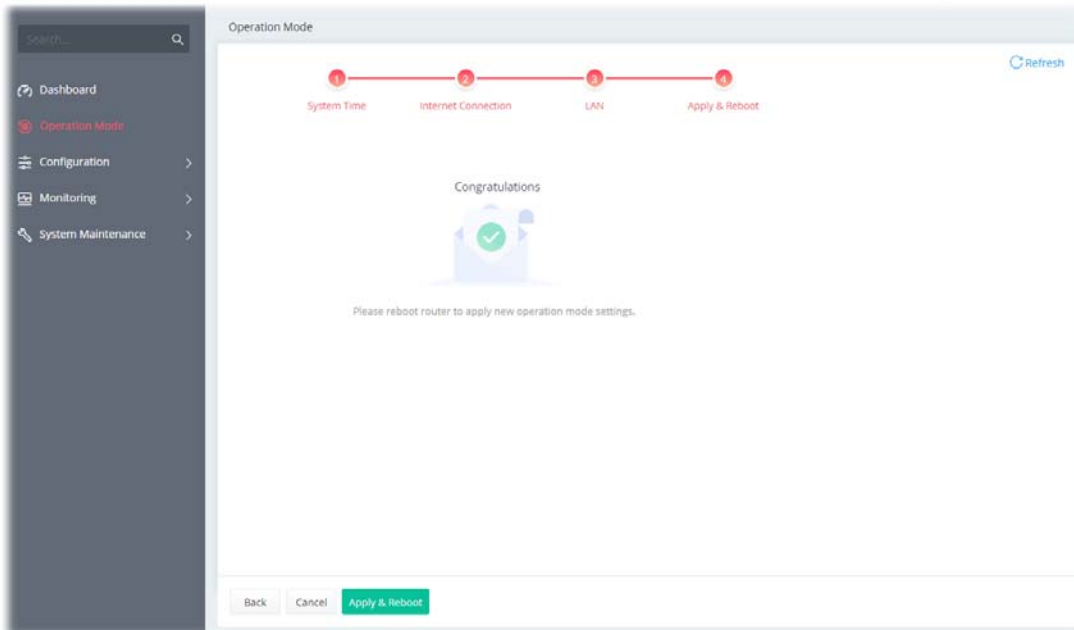 Search...
Dashboard
Operation Mode
Configuration
Monitoring
System Maintenance
Operation Mode
Refresh
1 2 3 4
System Time Internet Connection LAN Apply & Reboot
Congratulations
Please reboot router to apply new operation mode settings.
Back Cancel Apply & Reboot